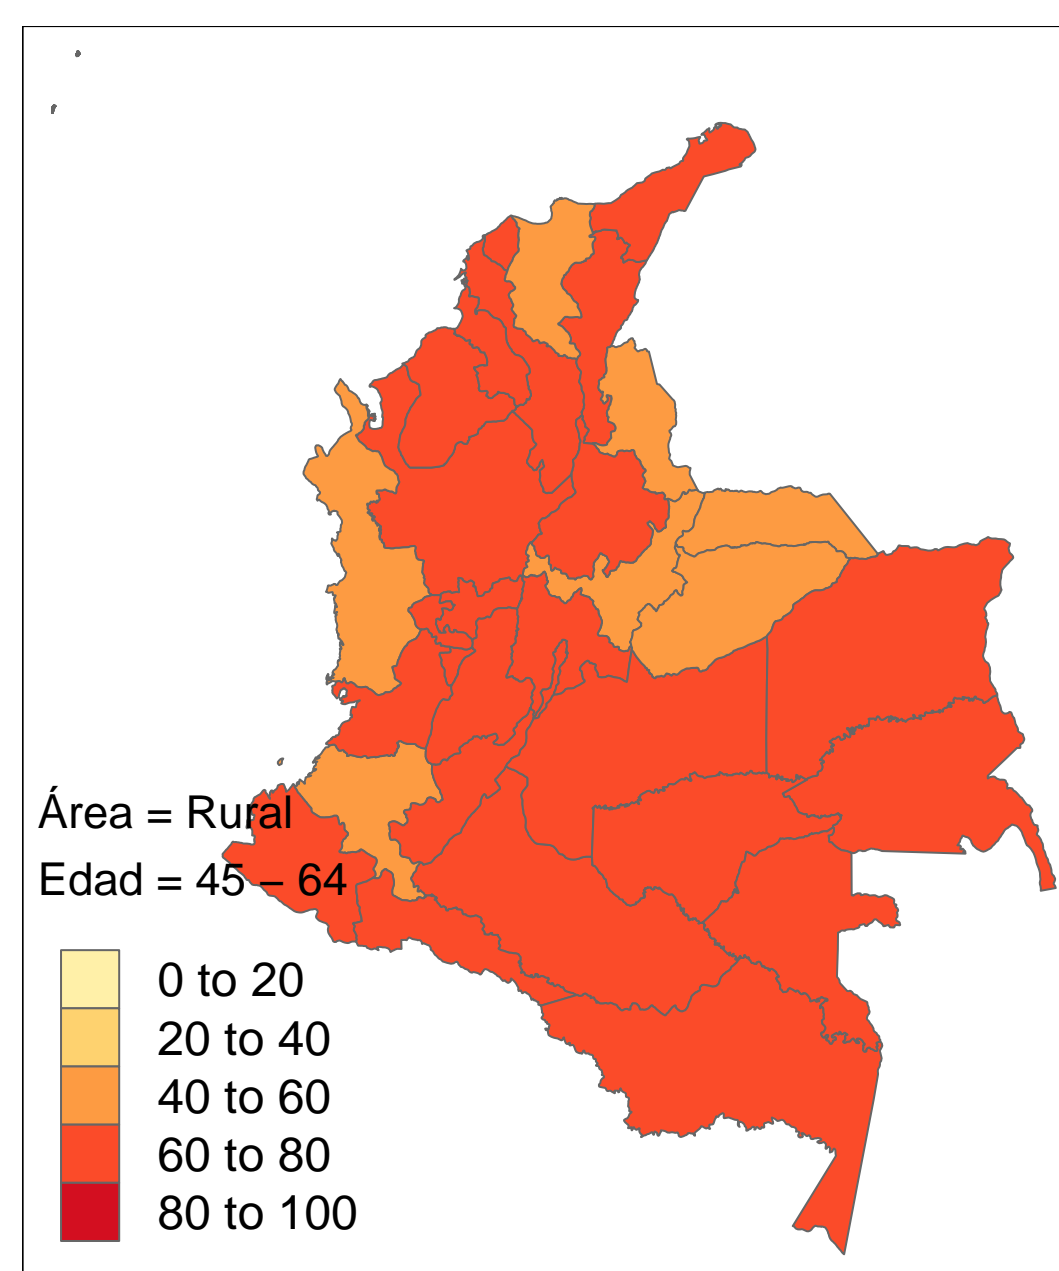 Área = Rural
Edad = 45 – 64
0 to 20
20 to 40
40 to 60
60 to 80
80 to 100